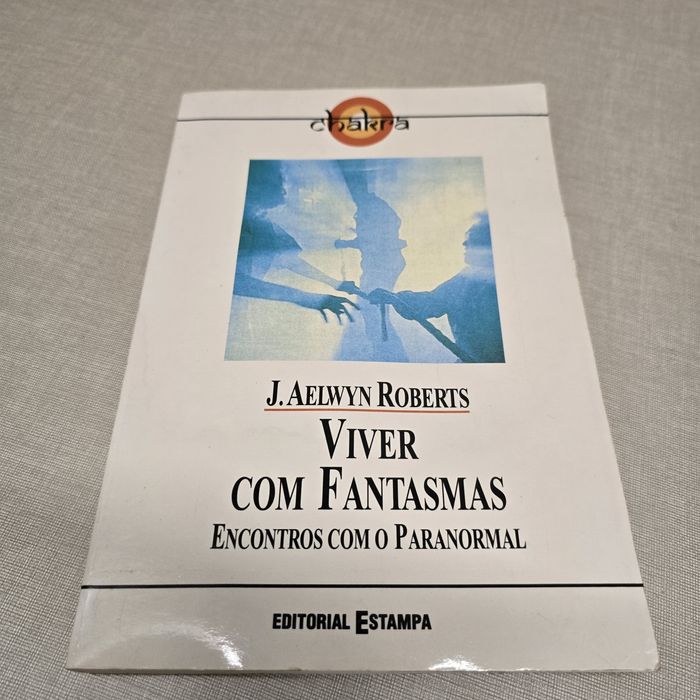 chakra
J. AELWYN ROBERTS
VIVER
COM FANTASMAS
ENCONTROS COM O PARANORMAL
EDITORIAL ESTAMPA